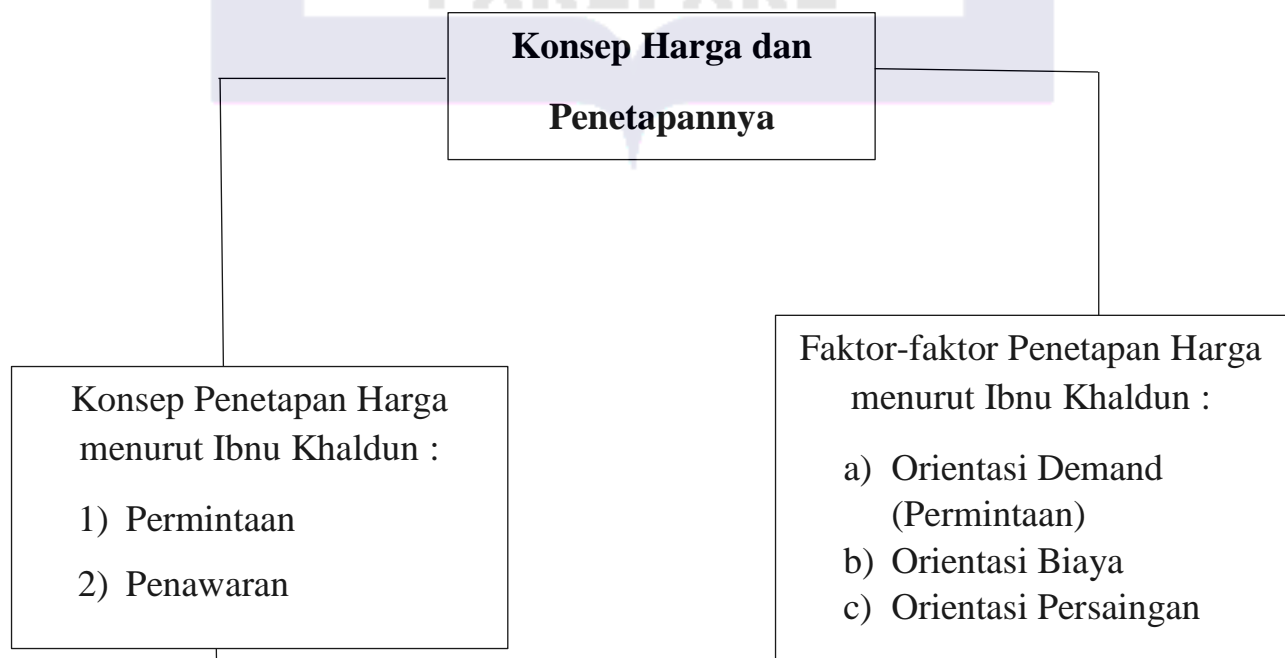 Konsep Harga dan
Penetapannya
Konsep Penetapan Harga
menurut Ibnu Khaldun :
1) Permintaan
2) Penawaran
Faktor-faktor Penetapan Harga
menurut Ibnu Khaldun :
a) Orientasi Demand
(Permintaan)
b) Orientasi Biaya
c) Orientasi Persaingan